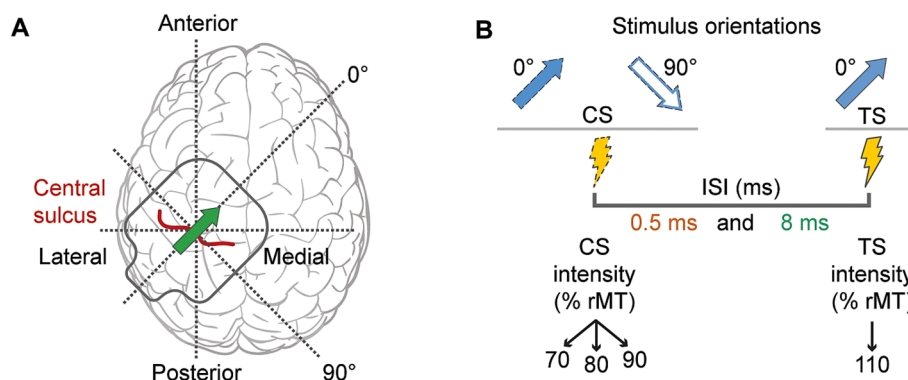 A
Anterior
0°
Central
sulcus
Lateral
Medial
Posterior
90°
B
Stimulus orientations
0°
90°
0°
CS
TS
ISI (ms)
0.5 ms and 8 ms
CS
intensity
(% rMT)
70 80 90
TS
intensity
(% rMT)
110